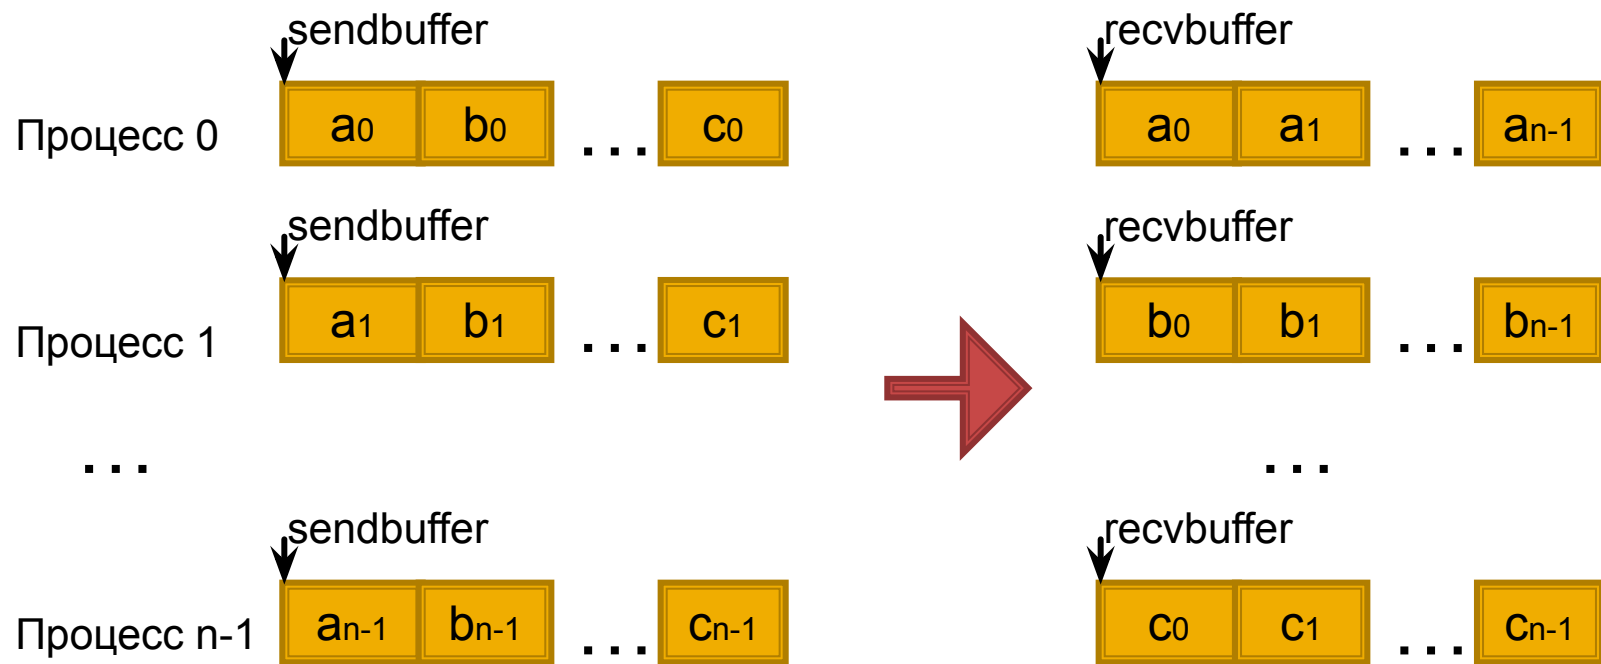 sendbuffer recvbuffer
Процесс 0 a0 b0 ... c0 a0 a1 ... an-1
sendbuffer recvbuffer
Процесс 1 a1 b1 ... c1 b0 b1 ... bn-1
... ...
sendbuffer recvbuffer
Процесс n-1 an-1 bn-1 ... cn-1 c0 c1 ... cn-1